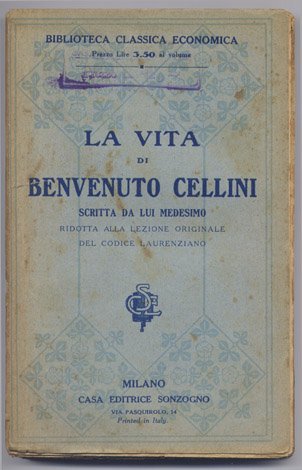 BIBLIOTECA CLASSICA ECONOMICA
Prezzo Lire 3.50 al volume
LA VITA
DI
BENVENUTO CELLINI
SCRITTA DA LUI MEDESIMO
RIDOTTA ALLA LEZIONE ORIGINALE
DEL CODICE LAURENZIANO
MILANO
CASA EDITRICE SONZOGNO
VIA PASQUIROLO, 14
Printed in Italy.